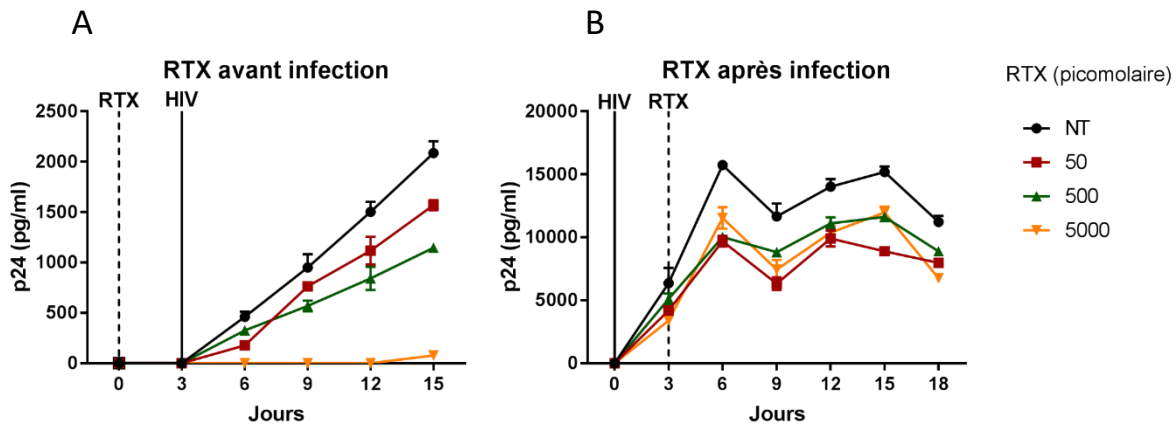 A
RTX avant infection
RTX HIV
2500
2000
1500
1000
500
0
p24 (pg/ml)
0 3 6 9 12 15
Jours
B
RTX après infection
HIV RTX
20000
15000
10000
5000
0
p24 (pg/ml)
0 3 6 9 12 15 18
Jours
RTX (picomolaire)
NT
50
500
5000